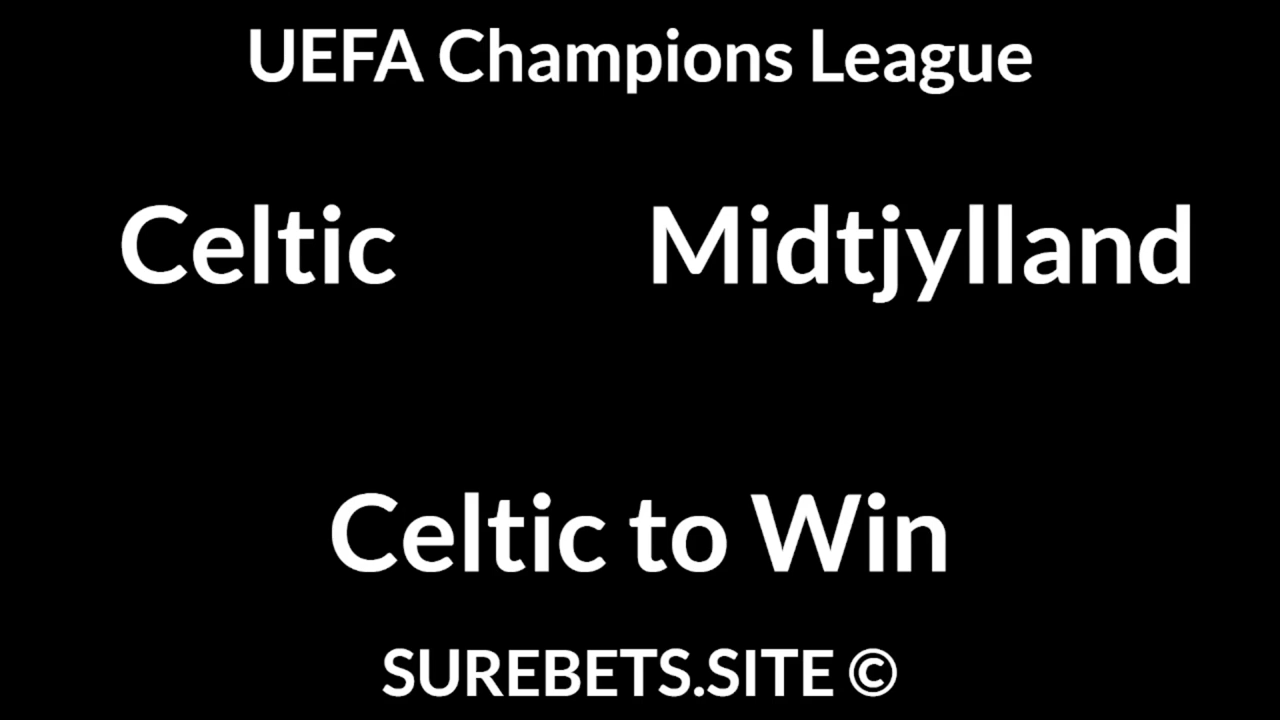 UEFA Champions League
Celtic Midtjylland
Celtic to Win
SUREBETS.SITE ©